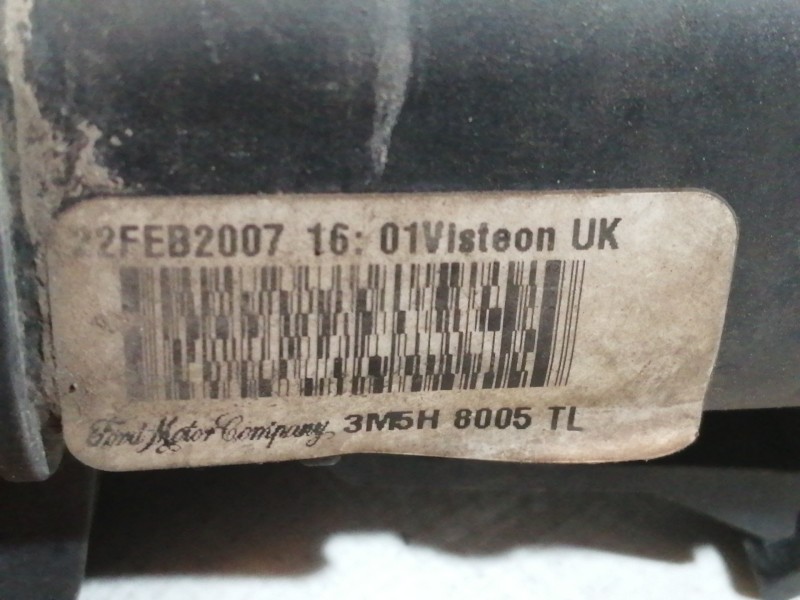 22FEB2007 16: 01Visteon UK
Ford Motor Company 3M5H 8005 TL